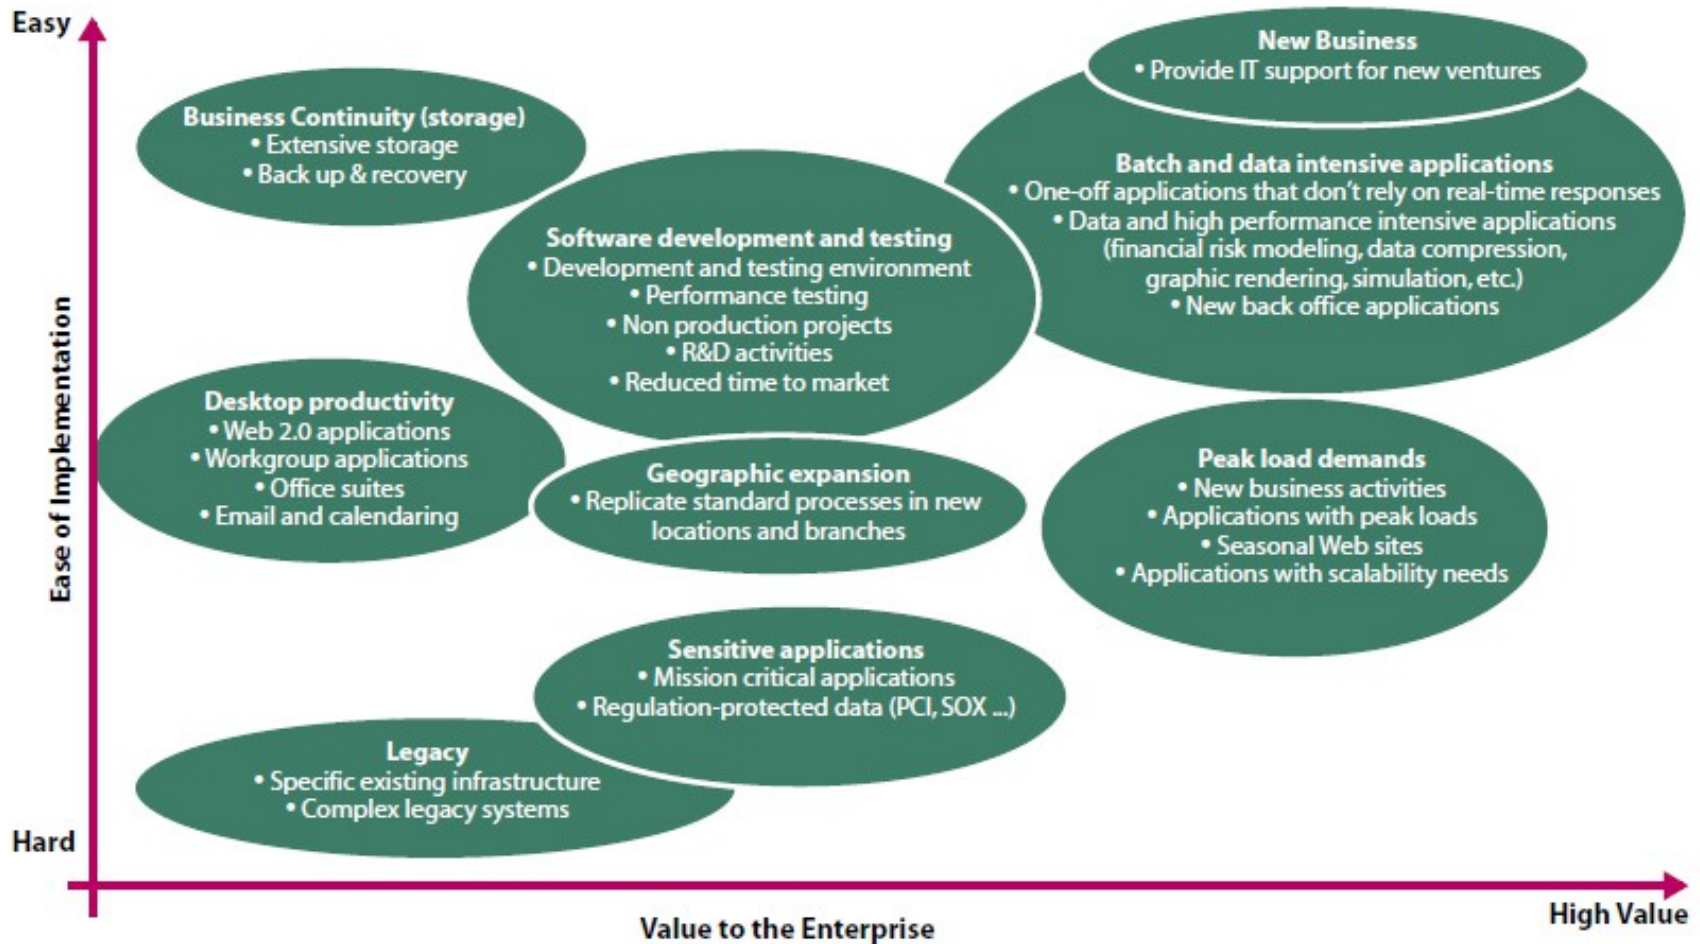 Easy
New Business
• Provide IT support for new ventures
Business Continuity (storage)
• Extensive storage
• Back up & recovery
Batch and data intensive applications
• One-off applications that don't rely on real-time responses
• Data and high performance intensive applications
(financial risk modeling, data compression,
graphic rendering, simulation, etc.)
• New back office applications
Software development and testing
• Development and testing environment
• Performance testing
• Non production projects
• R&D activities
• Reduced time to market
Ease of Implementation
Desktop productivity
• Web 2.0 applications
• Workgroup applications
• Office suites
• Email and calendaring
Geographic expansion
• Replicate standard processes in new
locations and branches
Peak load demands
• New business activities
• Applications with peak loads
• Seasonal Web sites
• Applications with scalability needs
Sensitive applications
• Mission critical applications
• Regulation-protected data (PCI, SOX ...)
Legacy
• Specific existing infrastructure
• Complex legacy systems
Hard
Value to the Enterprise
High Value